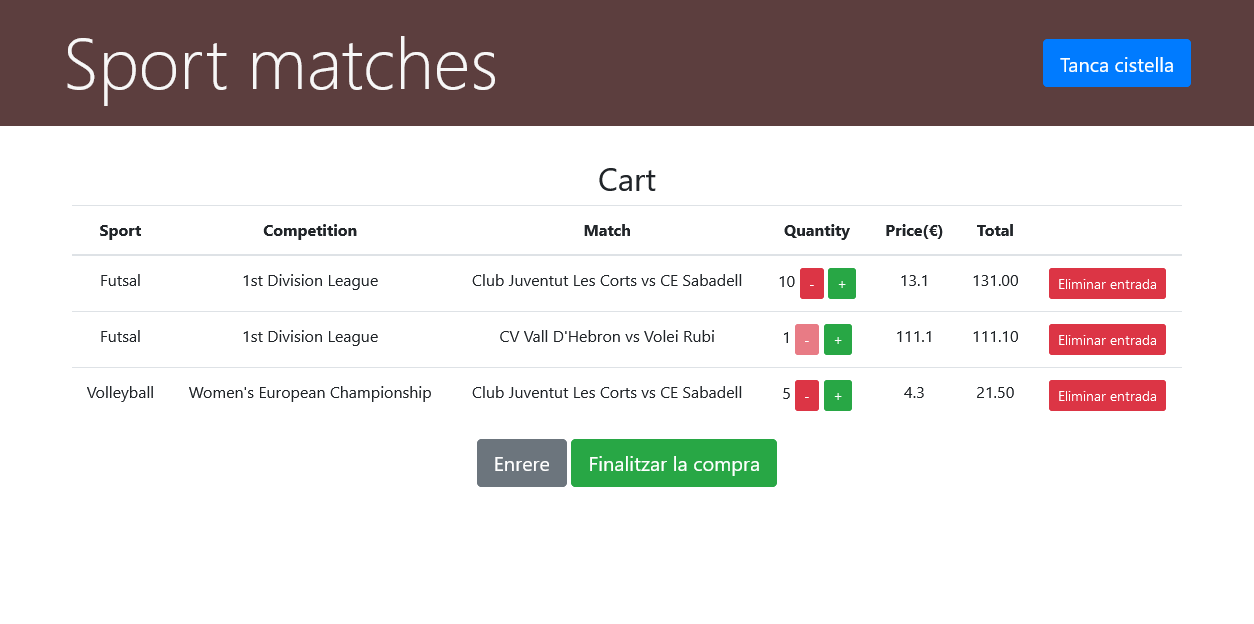 Sport matches
Tanca cistella
Cart
Sport Competition Match Quantity Price(€) Total
Futsal 1st Division League Club Juventut Les Corts vs CE Sabadell 10 - + 13.1 131.00 Eliminar entrada
Futsal 1st Division League CV Vall D'Hebron vs Volei Rubi 1 - + 111.1 111.10 Eliminar entrada
Volleyball Women's European Championship Club Juventut Les Corts vs CE Sabadell 5 - + 4.3 21.50 Eliminar entrada
Enrere Finalitzar la compra